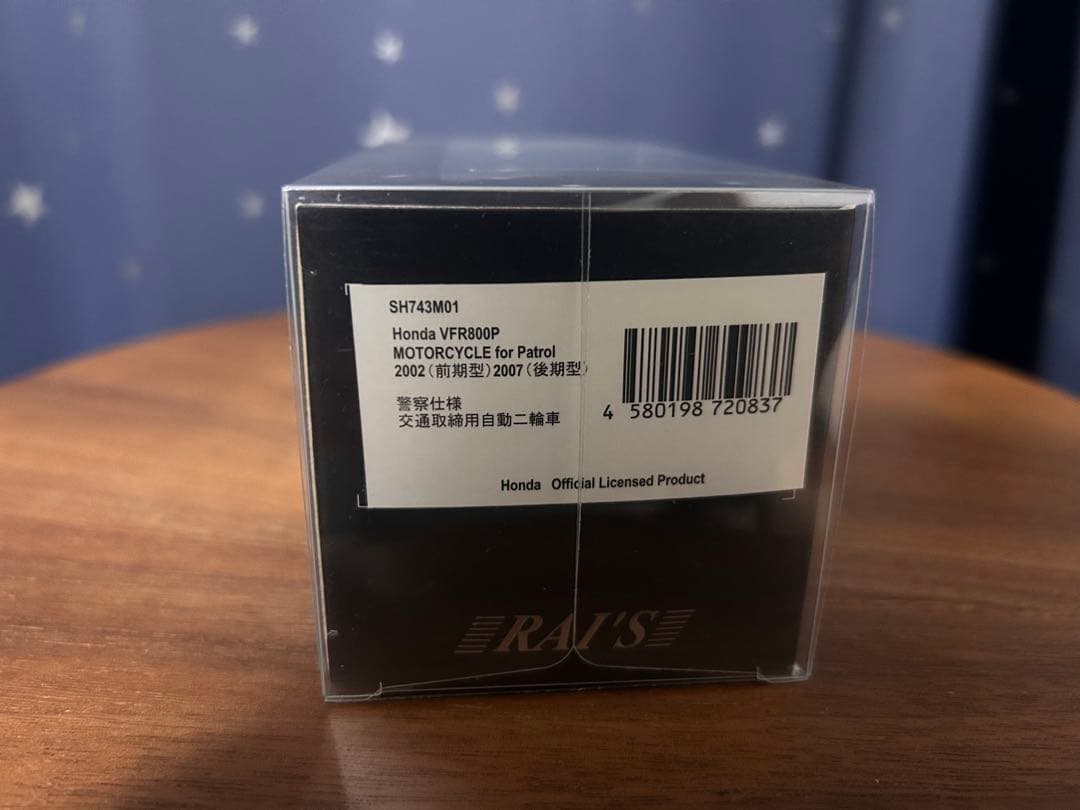 SH743M01
Honda VFR800P
MOTORCYCLE for Patrol
2002（前期型）2007（後期型）
警察仕様
交通取締用自動二輪車
4 580198 720837
Honda Official Licensed Product
RAI'S